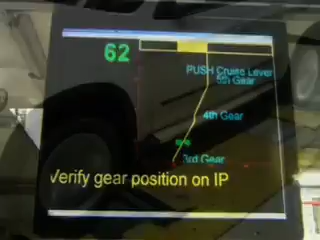 62
PUSH Cruise Lever
5th Gear
4th Gear
3rd Gear
Verify gear position on IP